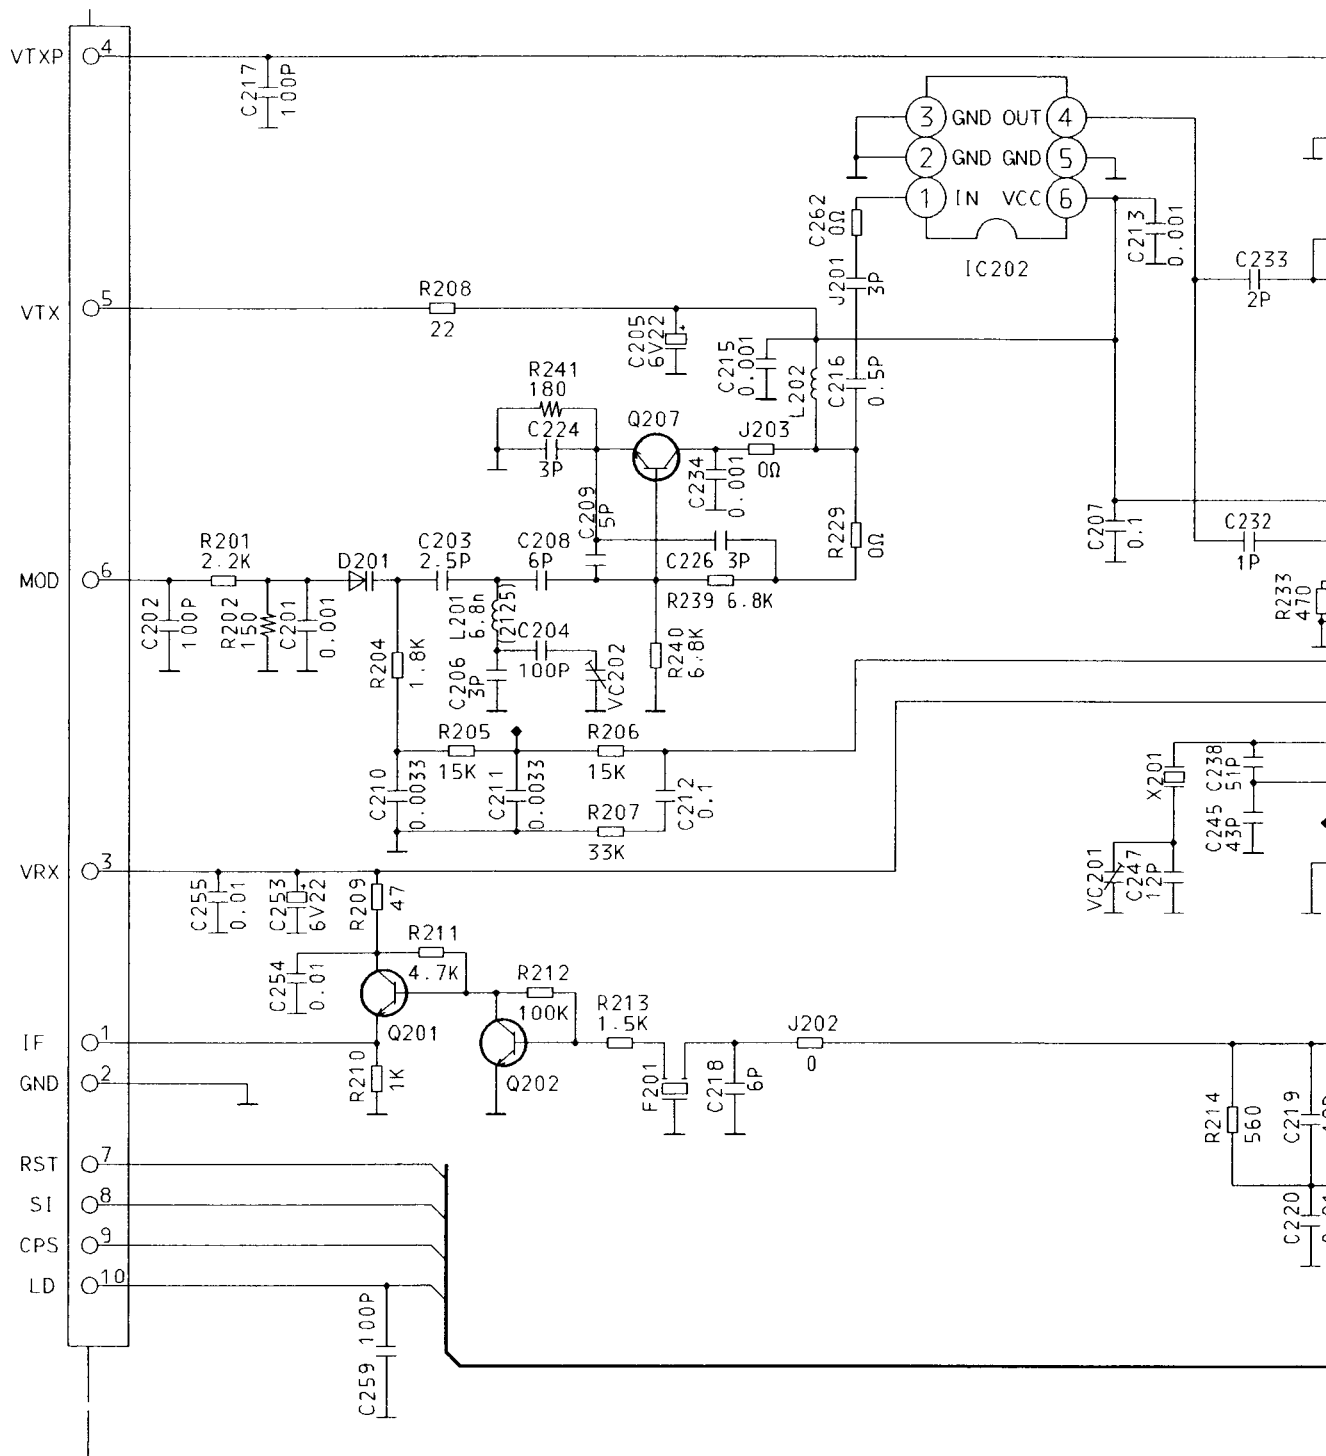 VTXP 4
C217
100P
3 GND OUT 4
2 GND GND 5
1 IN VCC 6
IC202
C262
0Ω
J201
3P
C213
0.001
C233
2P
VTX 5
R208
22
C205
6V22
C215
0.001
L202
C216
0.5P
R241
180
C224
3P
Q207
J203
0Ω
C234
0.001
C209
5P
R229
0Ω
C207
0.1
C232
1P
R233
470
MOD 6
R201
2.2K
D201
C203
2.5P
C208
6P
C226 3P
R239 6.8K
C202
100P
R202
150
C201
0.001
R204
1.8K
L201
6.8n
(2125)
C204
100P
C206
3P
VC202
R240
6.8K
R205
15K
R206
15K
C210
0.0033
C211
0.0033
R207
33K
C212
0.1
X201
C238
51P
C245
43P
VC201
C247
12P
VRX 3
C255
0.01
C253
6V22
R209
47
R211
4.7K
C254
0.01
Q201
R212
100K
R213
1.5K
J202
0
IF 1
GND 2
R210
1K
Q202
F201
C218
6P
R214
560
C219
C220
RST 7
SI 8
CPS 9
LD 10
C259 100P